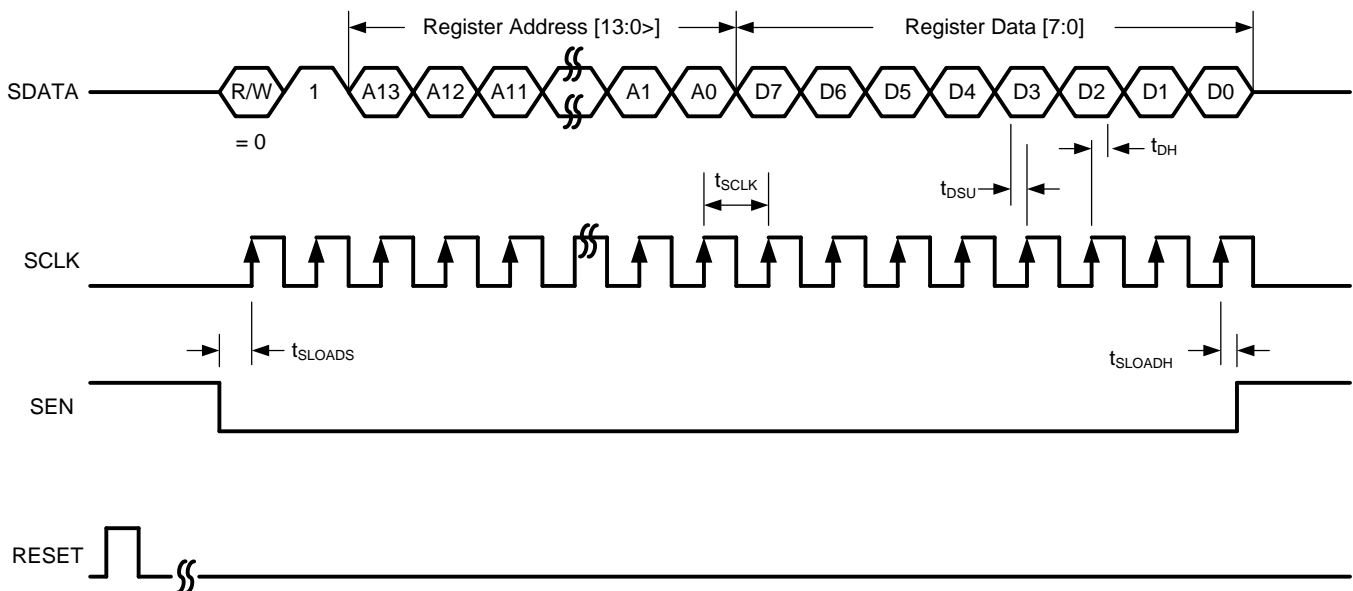 Register Address [13:0>] Register Data [7:0]
SDATA R/W 1 A13 A12 A11 A1 A0 D7 D6 D5 D4 D3 D2 D1 D0
= 0
tDH
tSCLK
tDSU
SCLK
tSLOADS
tSLOADH
SEN
RESET